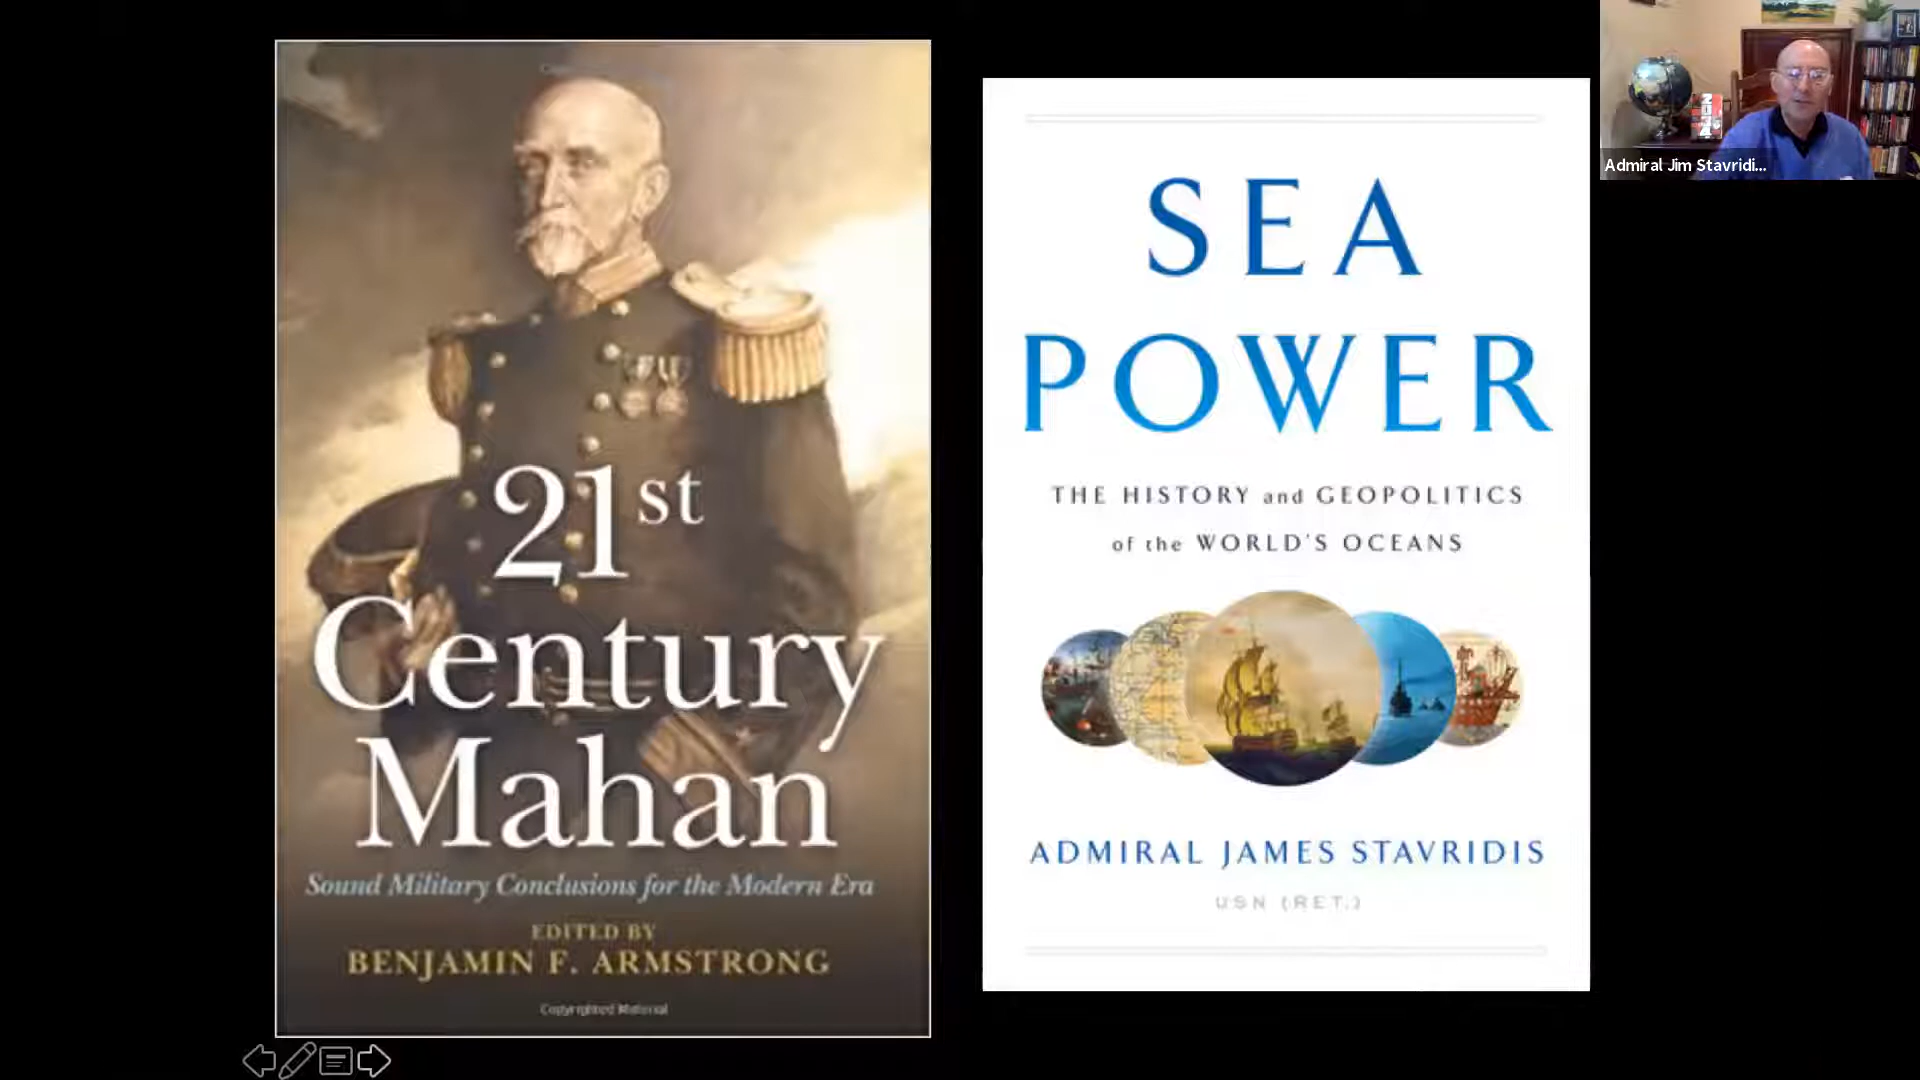 21st
Century
Mahan
Sound Military Conclusions for the Modern Era
EDITED BY
BENJAMIN F. ARMSTRONG
Copyrighted Material
SEA
POWER
THE HISTORY and GEOPOLITICS
of the WORLD'S OCEANS
ADMIRAL JAMES STAVRIDIS
USN (RET.)
2034
Admiral Jim Stavridi...